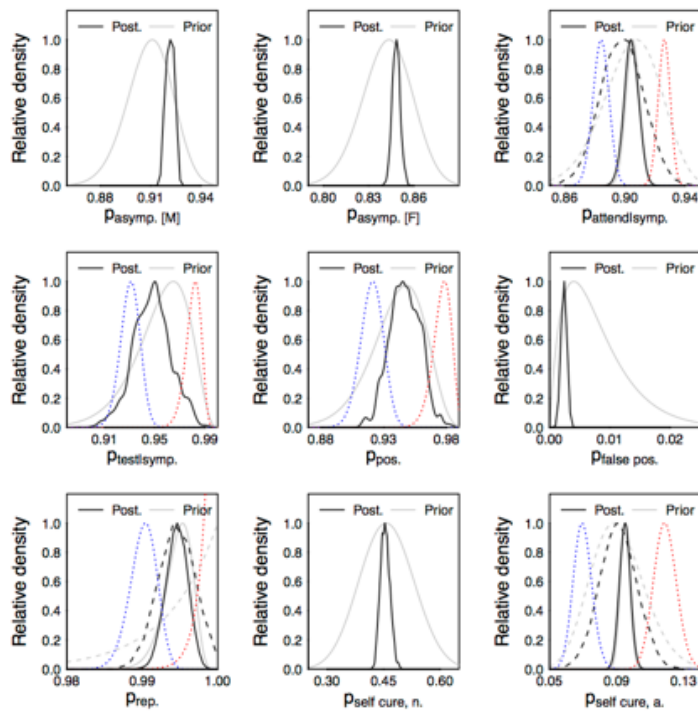 Post. Prior Post. Prior Post. Prior
Relative density Relative density Relative density
1.0 1.0 1.0
0.8 0.8 0.8
0.6 0.6 0.6
0.4 0.4 0.4
0.2 0.2 0.2
0.0 0.0 0.0
0.88 0.91 0.94 0.80 0.84 0.86 0.86 0.90 0.94
pasymp. [M] pasymp. [F] pattend|symp.
Post. Prior Post. Prior Post. Prior
Relative density Relative density Relative density
1.0 1.0 1.0
0.8 0.8 0.8
0.6 0.6 0.6
0.4 0.4 0.4
0.2 0.2 0.2
0.0 0.0 0.0
0.91 0.95 0.99 0.88 0.93 0.98 0.00 0.01 0.02
ptest|symp. ppos. pfalse pos.
Post. Prior Post. Prior Post. Prior
Relative density Relative density Relative density
1.0 1.0 1.0
0.8 0.8 0.8
0.6 0.6 0.6
0.4 0.4 0.4
0.2 0.2 0.2
0.0 0.0 0.0
0.98 0.99 1.00 0.30 0.45 0.60 0.05 0.09 0.13
prep. pself cure, n. pself cure, a.